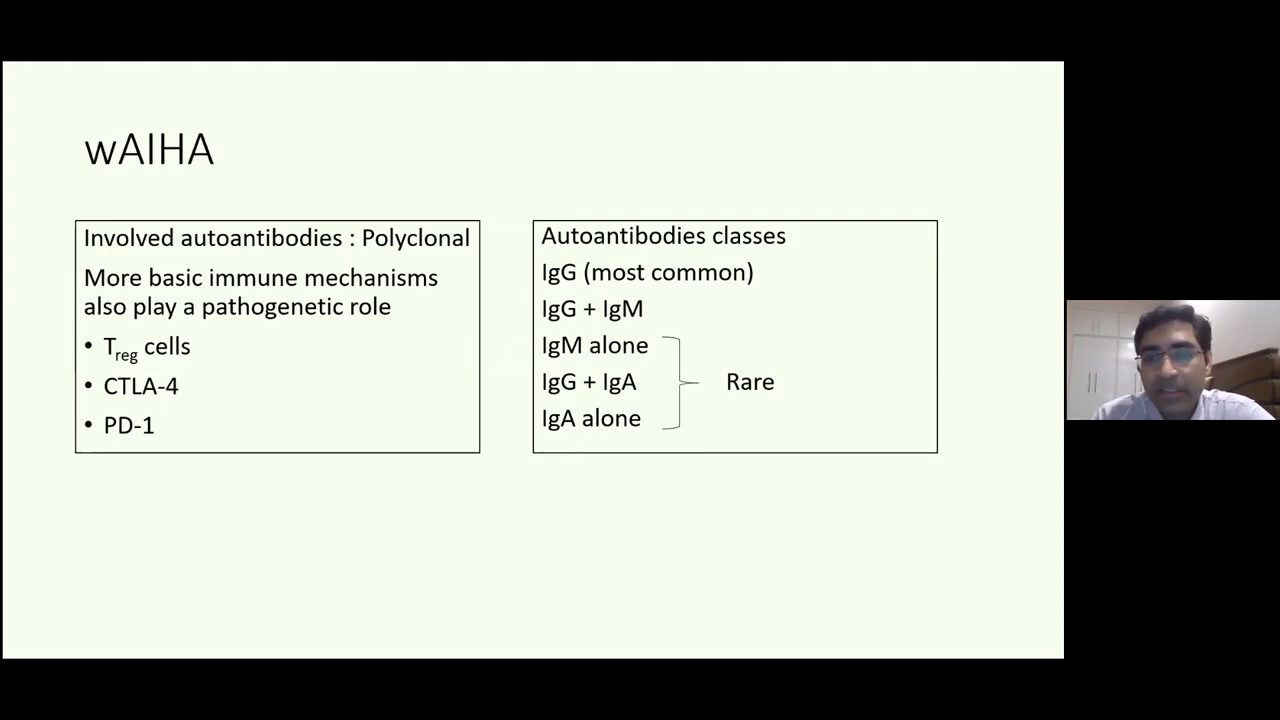 wAIHA
Involved autoantibodies : Polyclonal
More basic immune mechanisms
also play a pathogenetic role
• Treg cells
• CTLA-4
• PD-1
Autoantibodies classes
IgG (most common)
IgG + IgM
IgM alone
IgG + IgA
IgA alone
Rare